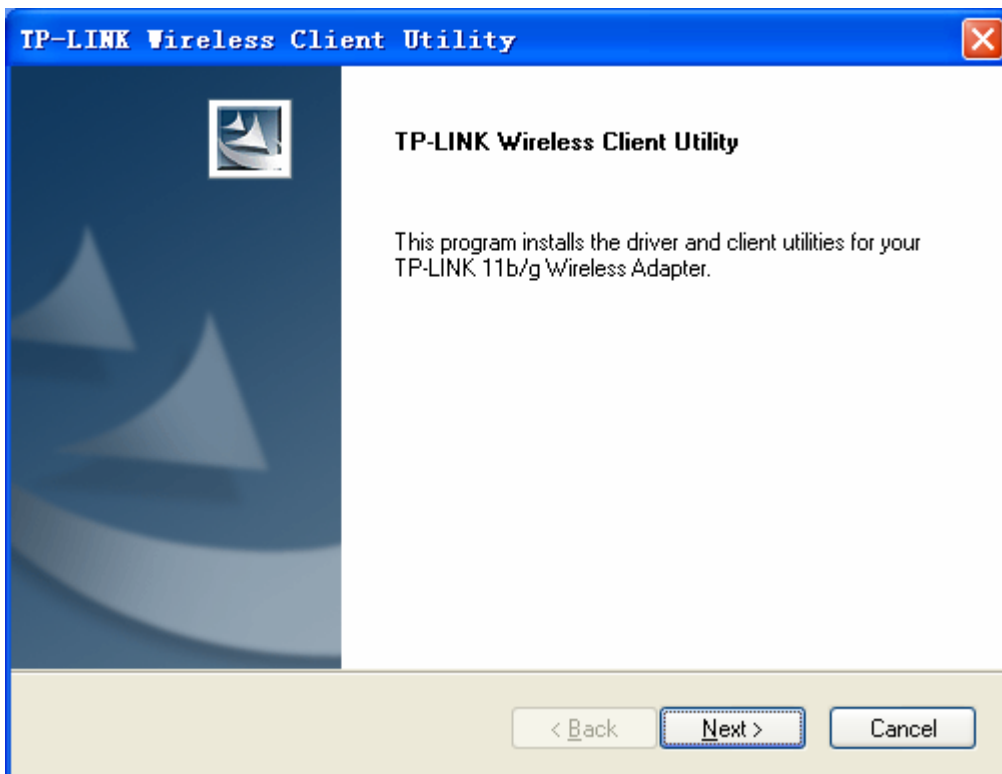 TP-LINK Wireless Client Utility
TP-LINK Wireless Client Utility
This program installs the driver and client utilities for your
TP-LINK 11b/g Wireless Adapter.
< Back
Next >
Cancel